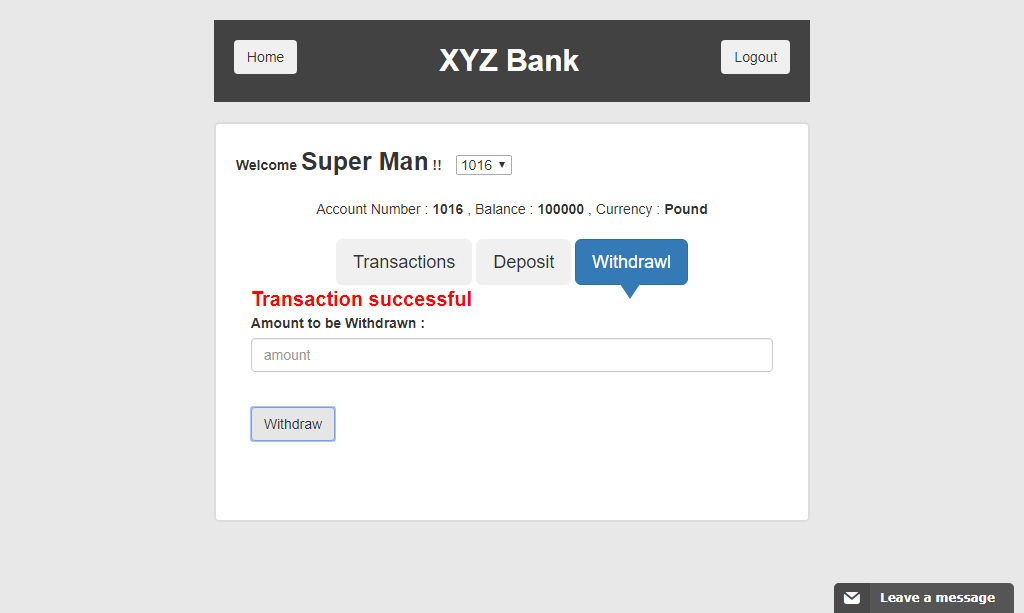 Home XYZ Bank Logout
Welcome Super Man !! 1016
Account Number : 1016 , Balance : 100000 , Currency : Pound
Transactions Deposit Withdrawl
Transaction successful
Amount to be Withdrawn :
amount
Withdraw
Leave a message